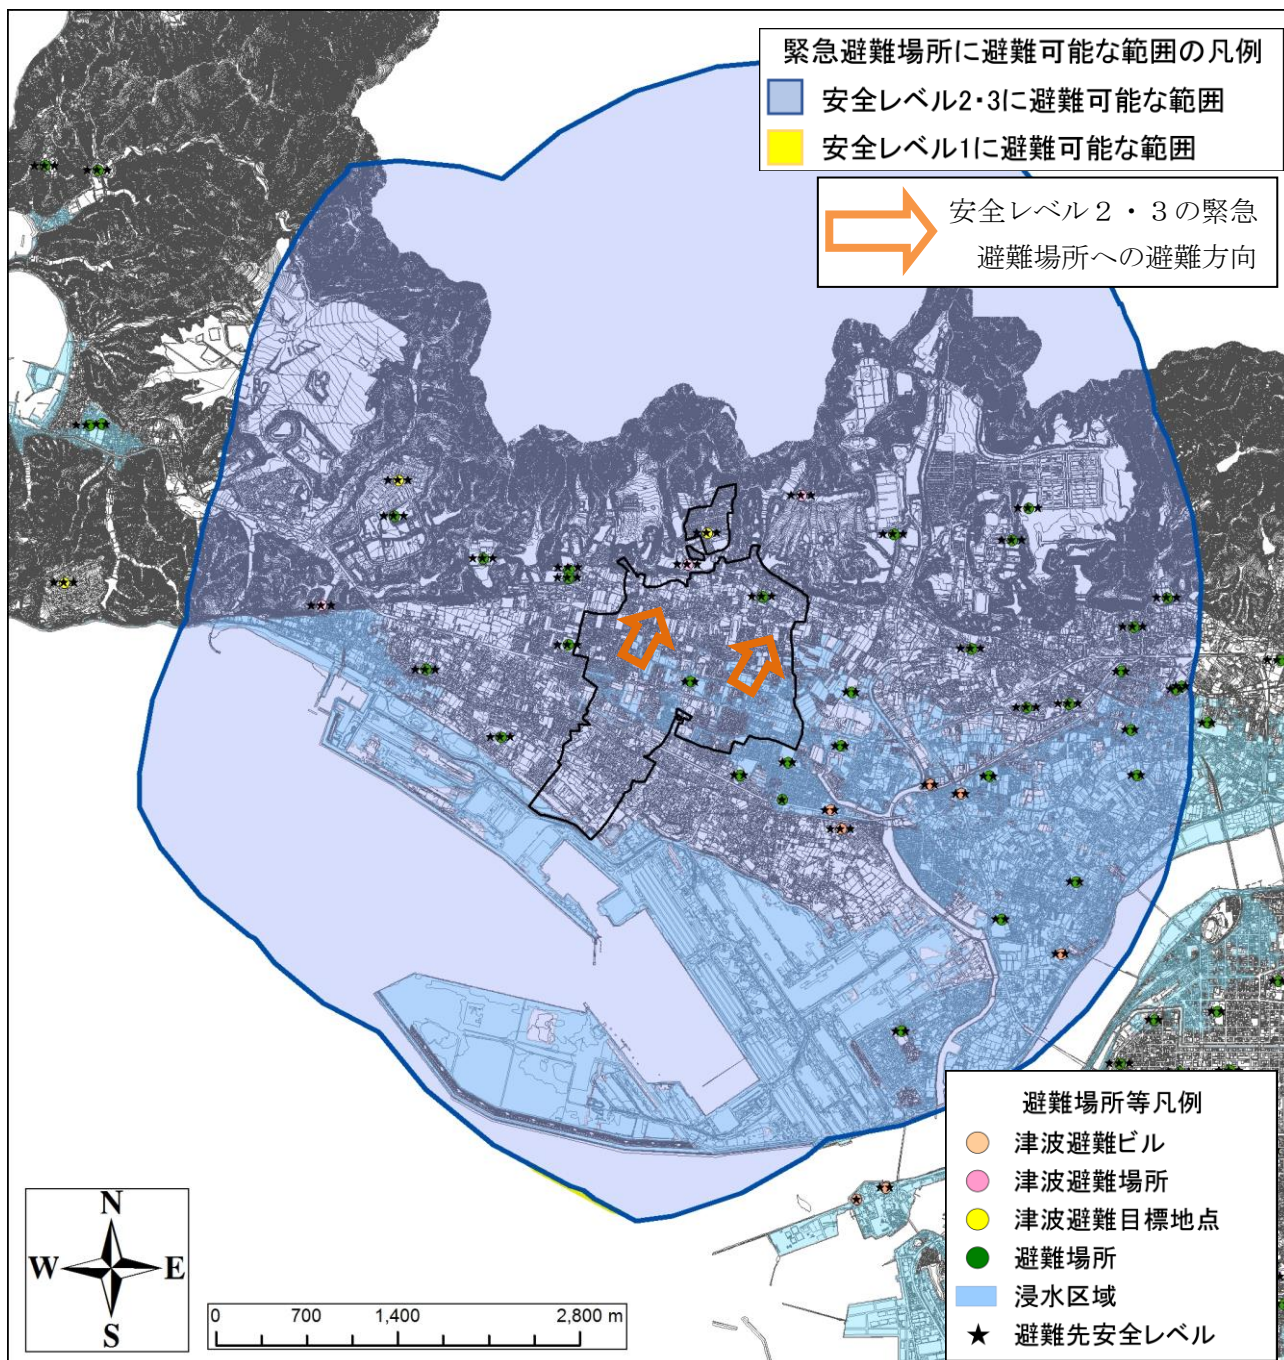 緊急避難場所に避難可能な範囲の凡例
安全レベル2・3に避難可能な範囲
安全レベル1に避難可能な範囲
安全レベル２・３の緊急
避難場所への避難方向
避難場所等凡例
津波避難ビル
津波避難場所
津波避難目標地点
避難場所
浸水区域
★ 避難先安全レベル
N
W E
S
0 700 1,400 2,800 m